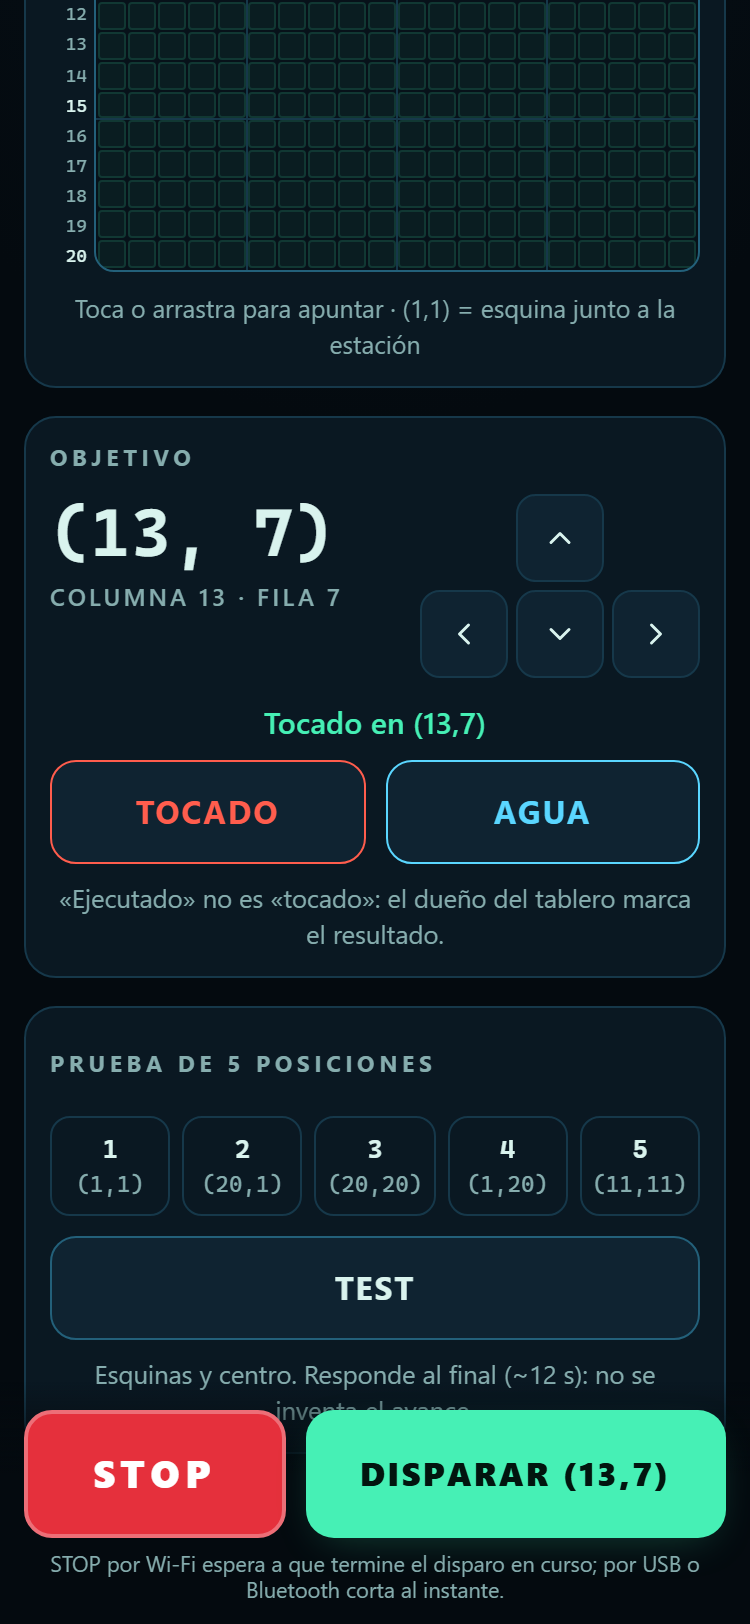 12
13
14
15
16
17
18
19
20
Toca o arrastra para apuntar · (1,1) = esquina junto a la
estación
OBJETIVO
(13, 7)
COLUMNA 13 · FILA 7
Tocado en (13,7)
TOCADO
AGUA
«Ejecutado» no es «tocado»: el dueño del tablero marca
el resultado.
PRUEBA DE 5 POSICIONES
1
(1,1)
2
(20,1)
3
(20,20)
4
(1,20)
5
(11,11)
TEST
Esquinas y centro. Responde al final (~12 s): no se
inventa el avance.
STOP
DISPARAR (13,7)
STOP por Wi-Fi espera a que termine el disparo en curso; por USB o
Bluetooth corta al instante.